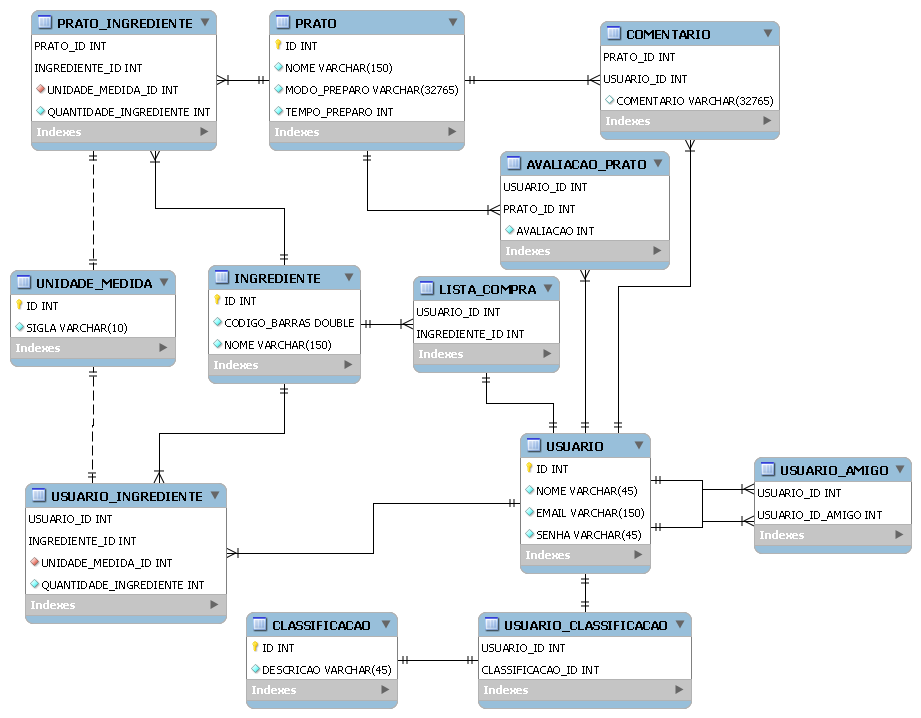 PRATO_INGREDIENTE
PRATO_ID INT
INGREDIENTE_ID INT
UNIDADE_MEDIDA_ID INT
QUANTIDADE_INGREDIENTE INT
Indexes
PRATO
ID INT
NOME VARCHAR(150)
MODO_PREPARO VARCHAR(32765)
TEMPO_PREPARO INT
Indexes
COMENTARIO
PRATO_ID INT
USUARIO_ID INT
COMENTARIO VARCHAR(32765)
Indexes
AVALIACAO_PRATO
USUARIO_ID INT
PRATO_ID INT
AVALIACAO INT
Indexes
UNIDADE_MEDIDA
ID INT
SIGLA VARCHAR(10)
Indexes
INGREDIENTE
ID INT
CODIGO_BARRAS DOUBLE
NOME VARCHAR(150)
Indexes
LISTA_COMPRA
USUARIO_ID INT
INGREDIENTE_ID INT
Indexes
USUARIO
ID INT
NOME VARCHAR(45)
EMAIL VARCHAR(150)
SENHA VARCHAR(45)
Indexes
USUARIO_AMIGO
USUARIO_ID INT
USUARIO_ID_AMIGO INT
Indexes
USUARIO_INGREDIENTE
USUARIO_ID INT
INGREDIENTE_ID INT
UNIDADE_MEDIDA_ID INT
QUANTIDADE_INGREDIENTE INT
Indexes
CLASSIFICACAO
ID INT
DESCRICAO VARCHAR(45)
Indexes
USUARIO_CLASSIFICACAO
USUARIO_ID INT
CLASSIFICACAO_ID INT
Indexes